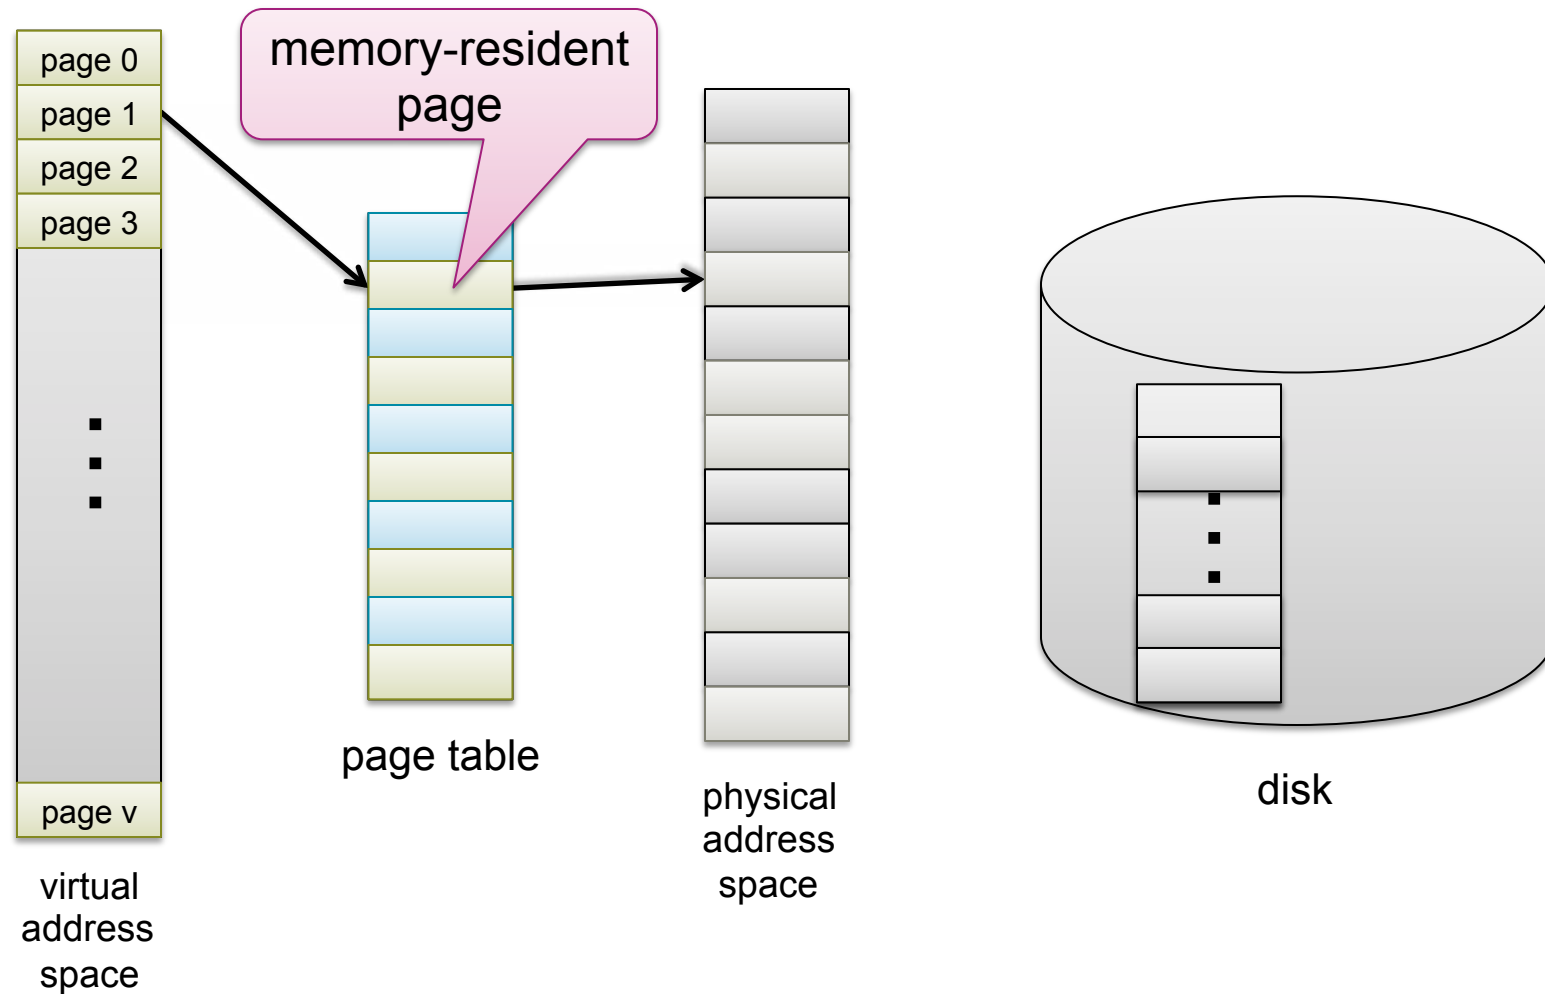 page 0
page 1
page 2
page 3
page v
virtual
address
space
memory-resident
page
page table
physical
address
space
disk